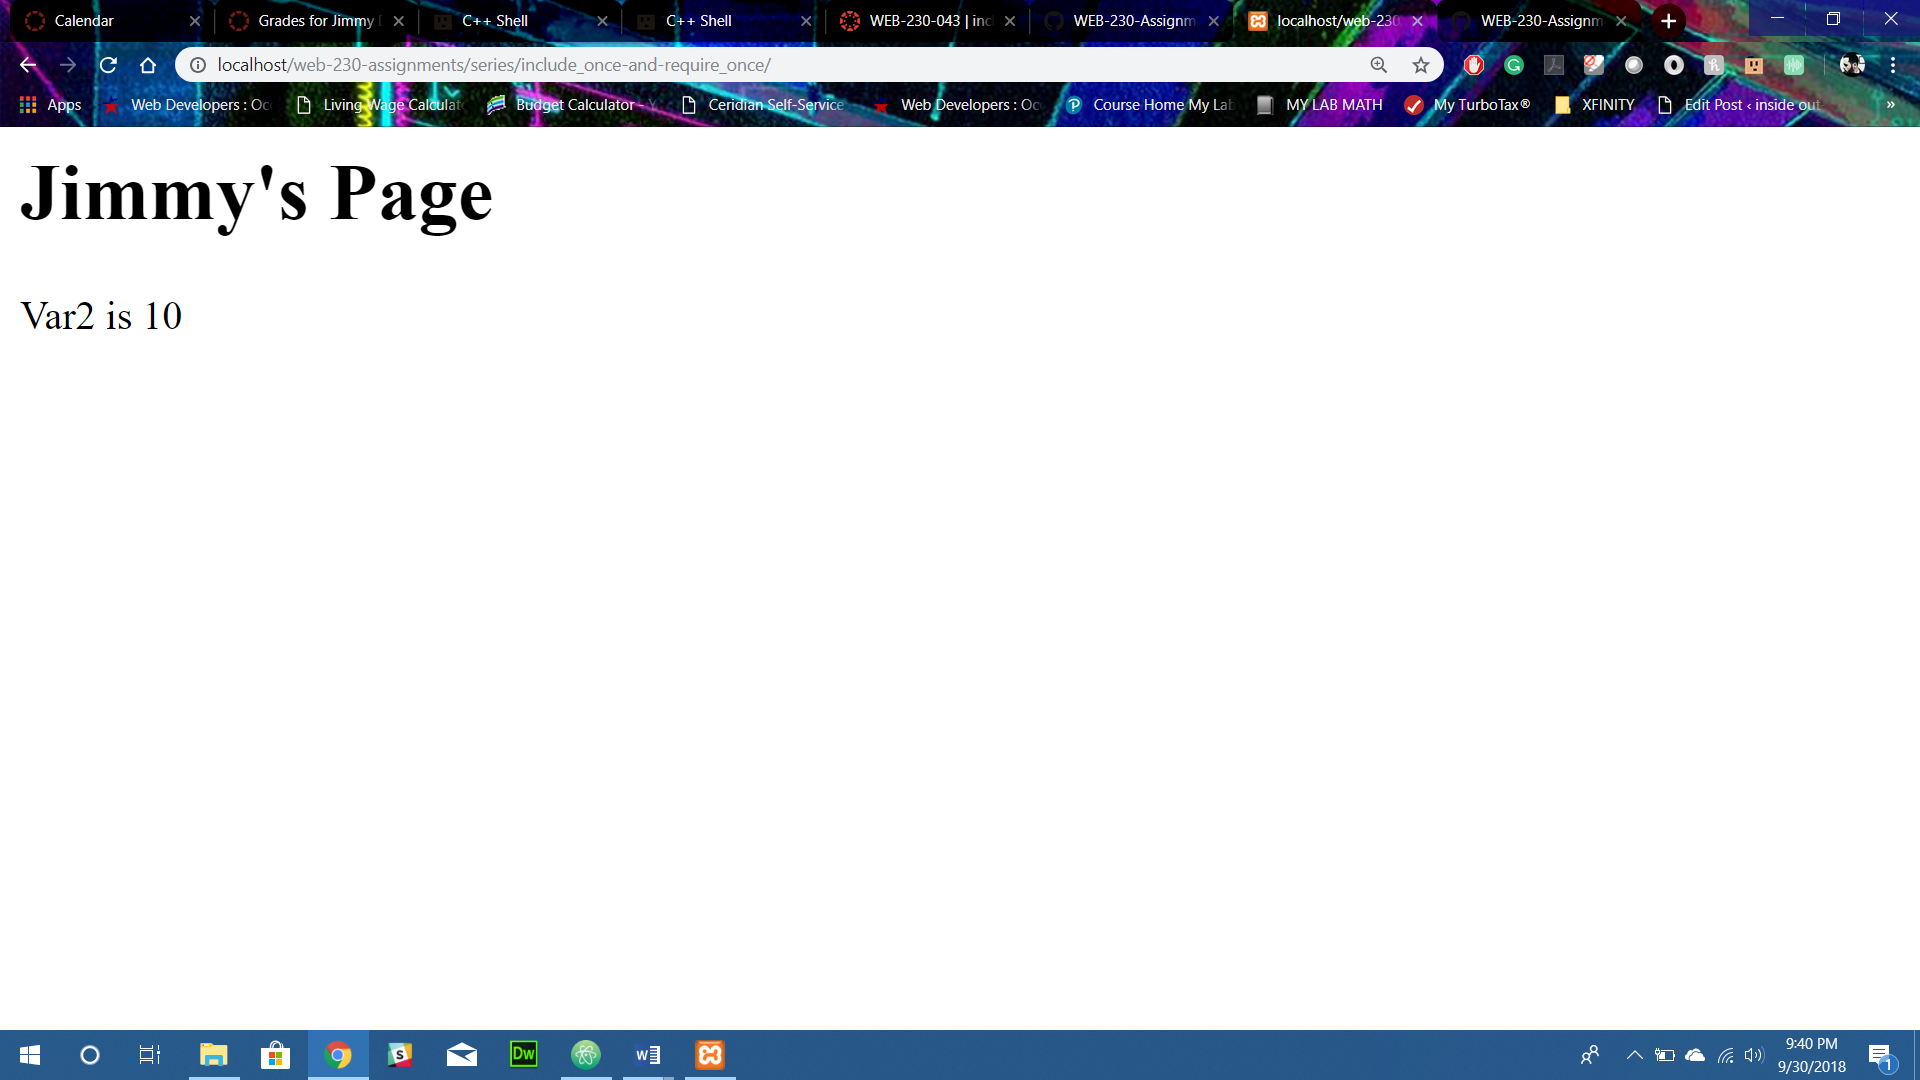 Calendar
Grades for Jimmy
C++ Shell
C++ Shell
WEB-230-043 | incl
WEB-230-Assignm
localhost/web-230
WEB-230-Assignm
localhost/web-230-assignments/series/include_once-and-require_once/
Apps
Web Developers : Oc
Living Wage Calculat
Budget Calculator - Y
Ceridian Self-Service
Web Developers : Oc
Course Home My Lab
MY LAB MATH
My TurboTax®
XFINITY
Edit Post ‹ inside out
»
Jimmy's Page
Var2 is 10
Dw
9:40 PM
9/30/2018
1